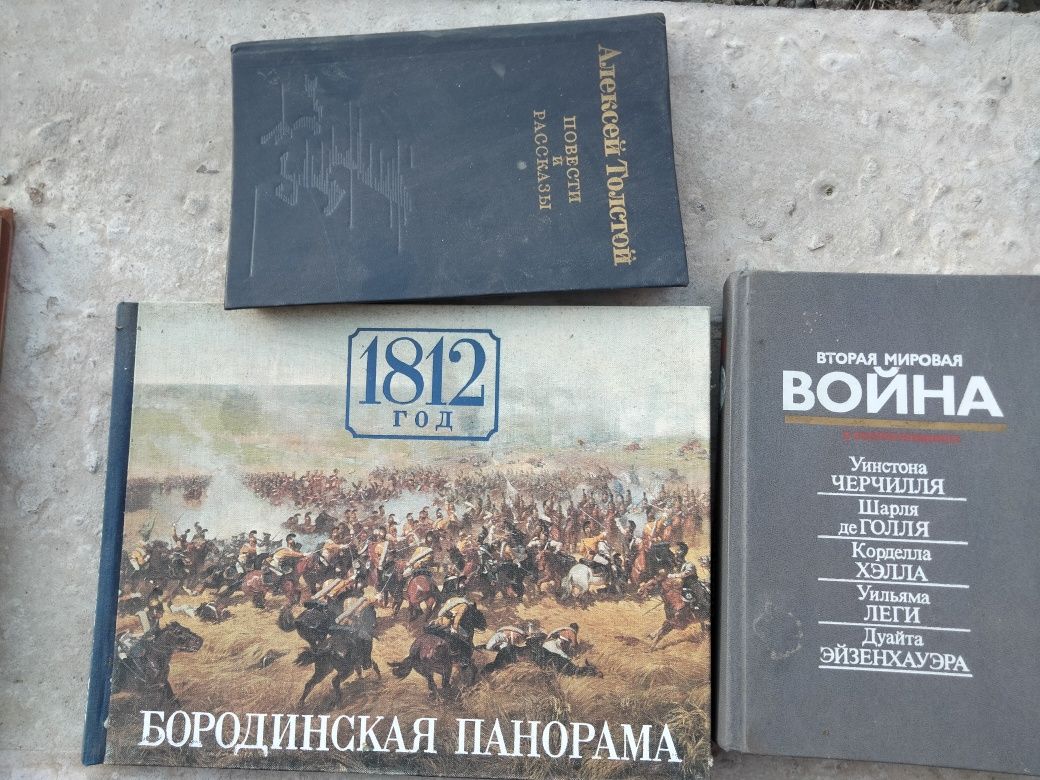 Алексей Толстой
ПОВЕСТИ
И
РАССКАЗЫ
1812
ГОД
БОРОДИНСКАЯ ПАНОРАМА
ВТОРАЯ МИРОВАЯ
ВОЙНА
Уинстона
ЧЕРЧИЛЛЯ
Шарля
де ГОЛЛЯ
Корделла
ХЭЛЛА
Уильяма
ЛЕГИ
Дуайта
ЭЙЗЕНХАУЭРА